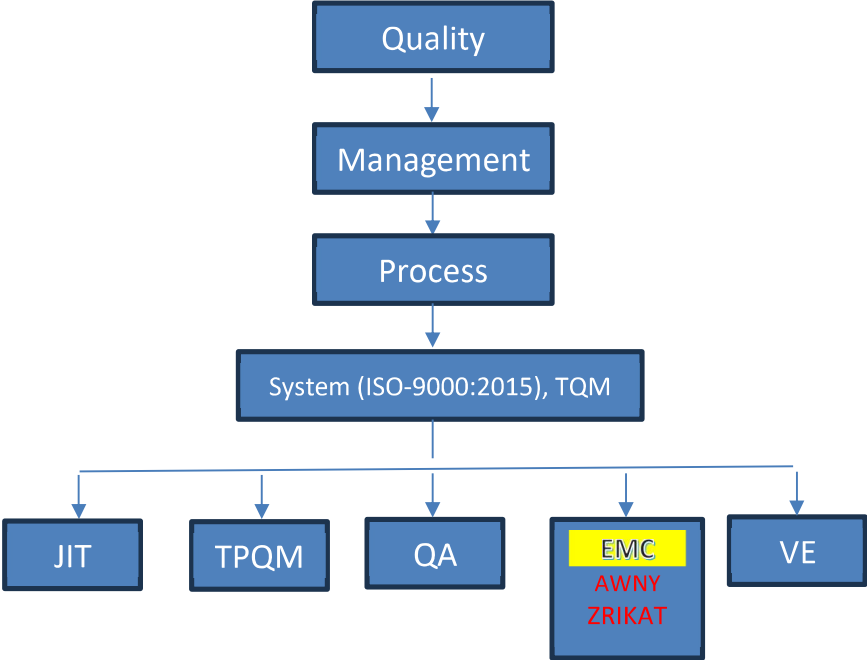 Quality
Management
Process
System (ISO-9000:2015), TQM
JIT
TPQM
QA
EMC
AWNY
ZRIKAT
VE